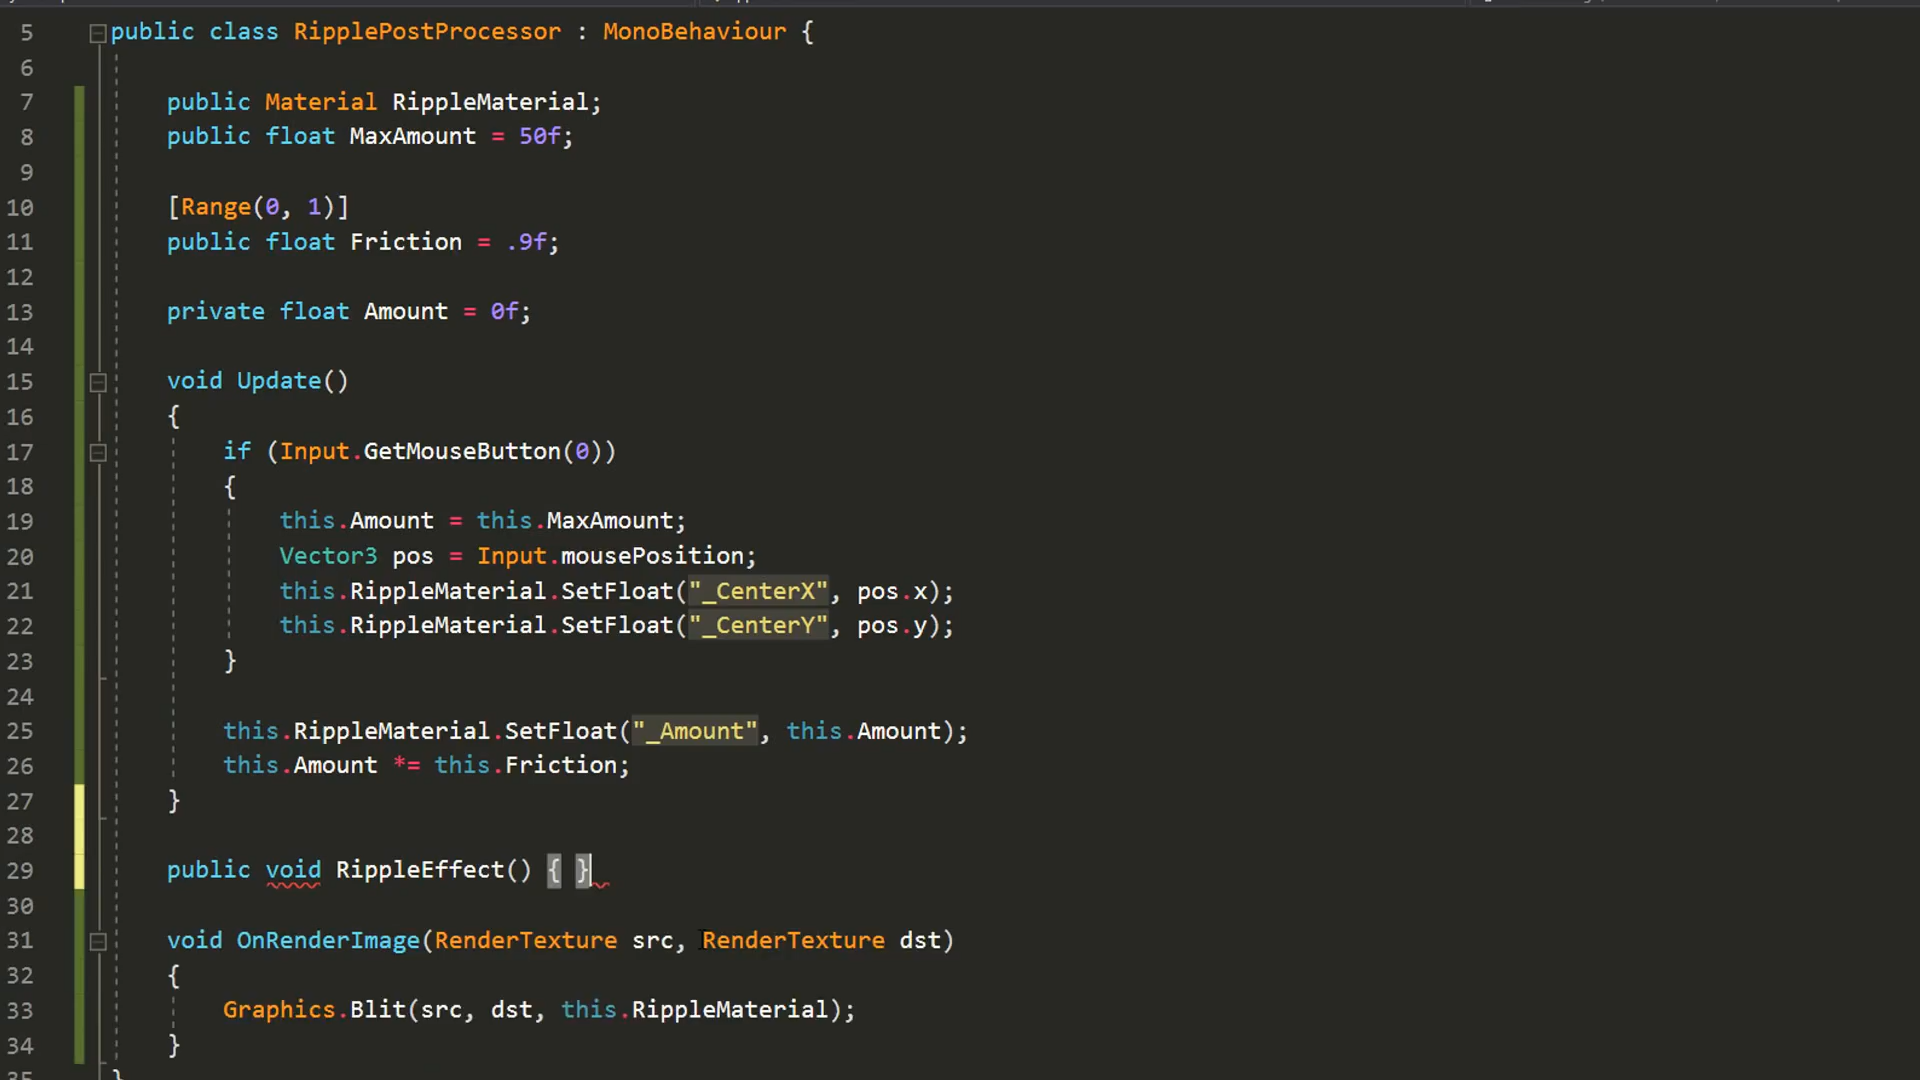 5 public class RipplePostProcessor : MonoBehaviour {
6
7 public Material RippleMaterial;
8 public float MaxAmount = 50f;
9
10 [Range(0, 1)]
11 public float Friction = .9f;
12
13 private float Amount = 0f;
14
15 void Update()
16 {
17 if (Input.GetMouseButton(0))
18 {
19 this.Amount = this.MaxAmount;
20 Vector3 pos = Input.mousePosition;
21 this.RippleMaterial.SetFloat("_CenterX", pos.x);
22 this.RippleMaterial.SetFloat("_CenterY", pos.y);
23 }
24
25 this.RippleMaterial.SetFloat("_Amount", this.Amount);
26 this.Amount *= this.Friction;
27 }
28
29 public void RippleEffect() { }
30
31 void OnRenderImage(RenderTexture src, RenderTexture dst)
32 {
33 Graphics.Blit(src, dst, this.RippleMaterial);
34 }
35 }